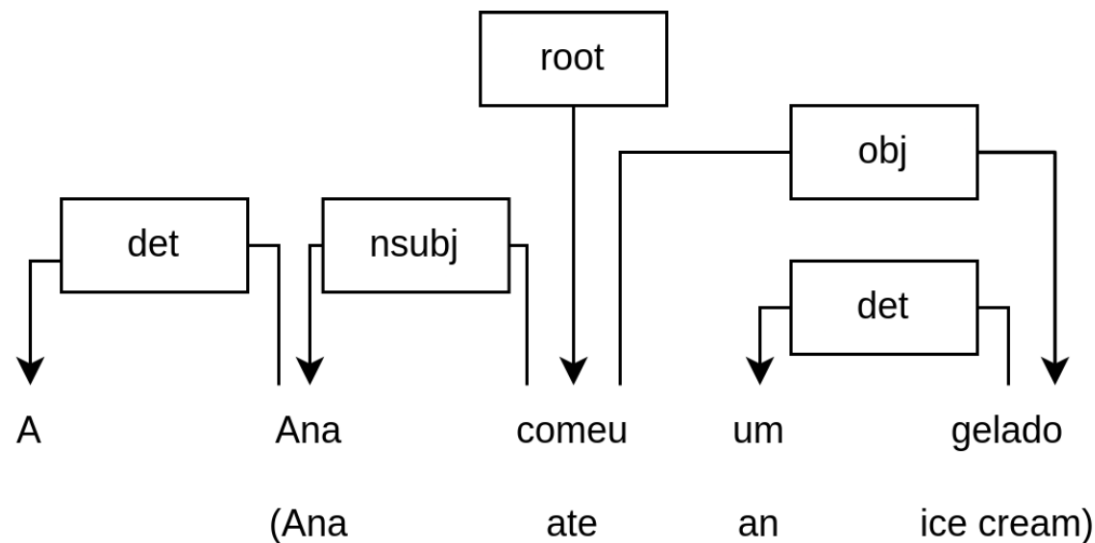 root
obj
det nsubj
det
A Ana comeu um gelado
(Ana ate an ice cream)